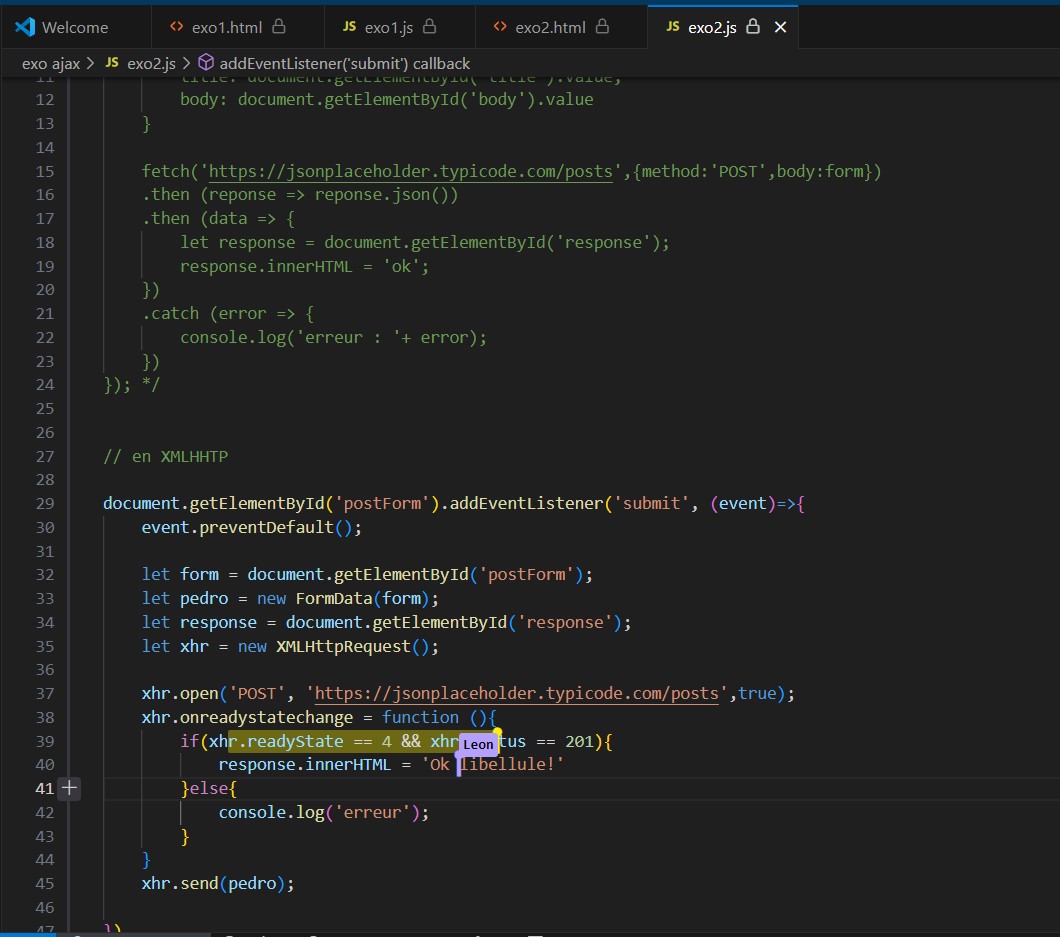 Welcome
exo1.html
JS exo1.js
exo2.html
JS exo2.js
exo ajax > JS exo2.js > addEventListener('submit') callback
11 title: document.getElementById('title').value,
12 body: document.getElementById('body').value
13 }
14
15 fetch('https://jsonplaceholder.typicode.com/posts',{method:'POST',body:form})
16 .then (reponse => reponse.json())
17 .then (data => {
18 let response = document.getElementById('response');
19 response.innerHTML = 'ok';
20 })
21 .catch (error => {
22 console.log('erreur : '+ error);
23 })
24 }); */
25
26
27 // en XMLHHTP
28
29 document.getElementById('postForm').addEventListener('submit', (event)=>{
30 event.preventDefault();
31
32 let form = document.getElementById('postForm');
33 let pedro = new FormData(form);
34 let response = document.getElementById('response');
35 let xhr = new XMLHttpRequest();
36
37 xhr.open('POST', 'https://jsonplaceholder.typicode.com/posts',true);
38 xhr.onreadystatechange = function (){
39 if(xhr.readyState == 4 && xhr Leon tus == 201){
40 response.innerHTML = 'Ok libellule!'
41 }else{
42 console.log('erreur');
43 }
44 }
45 xhr.send(pedro);
46
47 })